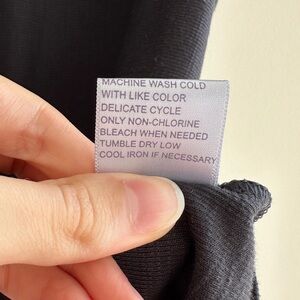 MACHINE WASH COLD
WITH LIKE COLOR
DELICATE CYCLE
ONLY NON-CHLORINE
BLEACH WHEN NEEDED
TUMBLE DRY LOW
COOL IRON IF NECESSARY